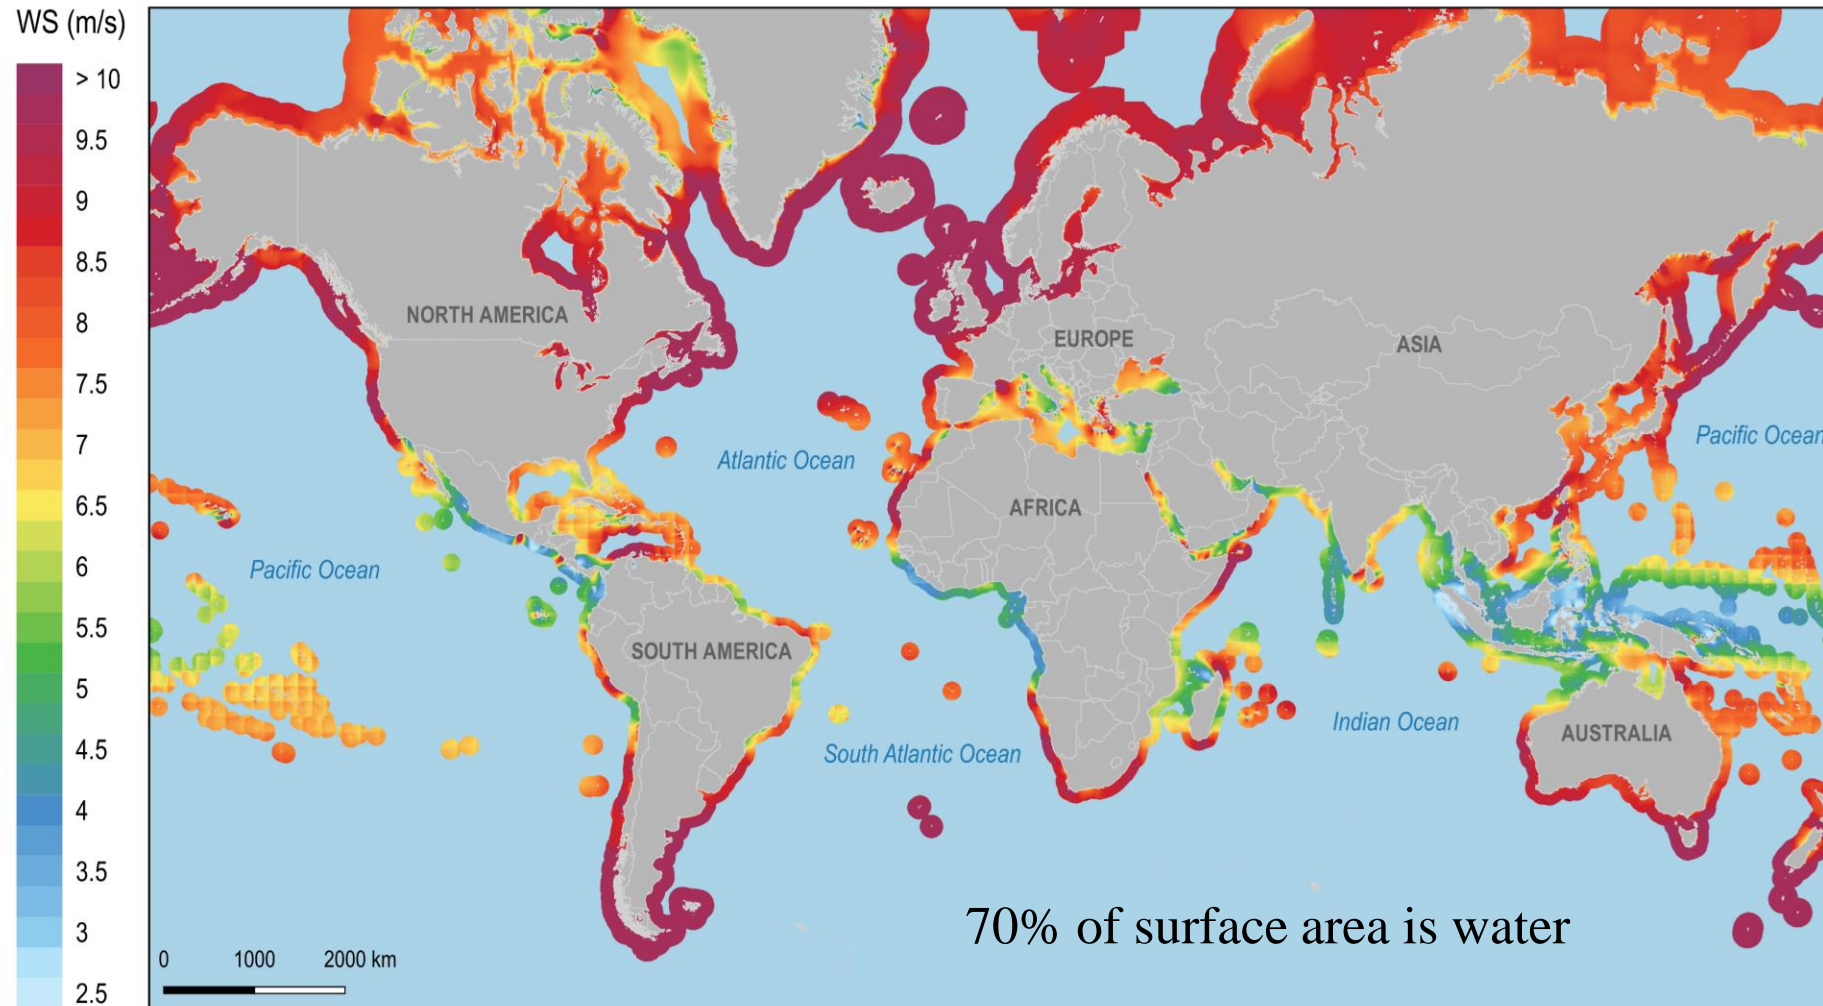 WS (m/s)
> 10
9.5
9
8.5
8
7.5
7
6.5
6
5.5
5
4.5
4
3.5
3
2.5
NORTH AMERICA
EUROPE
ASIA
Atlantic Ocean
Pacific Ocean
AFRICA
Pacific Ocean
SOUTH AMERICA
Indian Ocean
AUSTRALIA
South Atlantic Ocean
70% of surface area is water
0 1000 2000 km